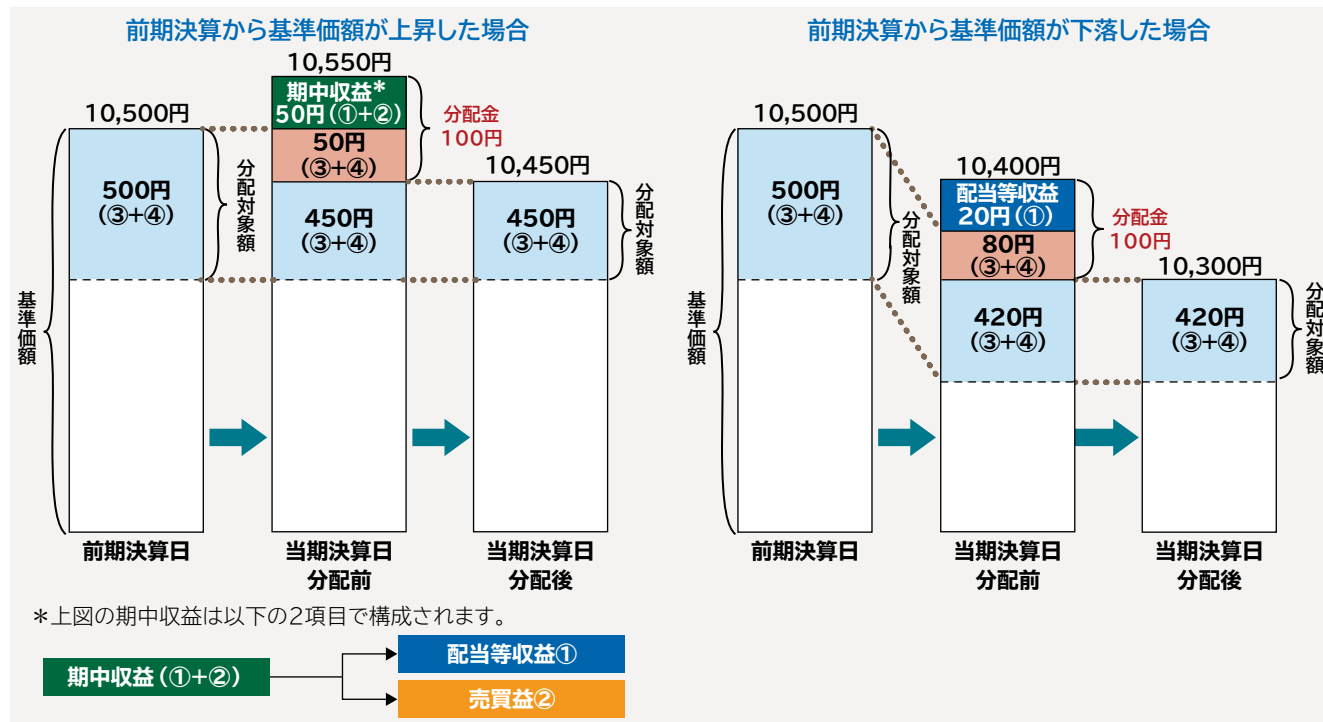 前期決算から基準価額が上昇した場合
10,550円
期中収益*
50円(①+②)
10,500円
分配金
100円
50円
(③+④)
10,450円
500円
(③+④)
分配対象額
450円
(③+④)
450円
(③+④)
分配対象額
基準価額
前期決算日
当期決算日
分配前
当期決算日
分配後
*上図の期中収益は以下の2項目で構成されます。
期中収益(①+②)
配当等収益①
売買益②
前期決算から基準価額が下落した場合
10,500円
10,400円
500円
(③+④)
分配対象額
配当等収益
20円(①)
分配金
100円
80円
(③+④)
10,300円
420円
(③+④)
420円
(③+④)
分配対象額
基準価額
前期決算日
当期決算日
分配前
当期決算日
分配後